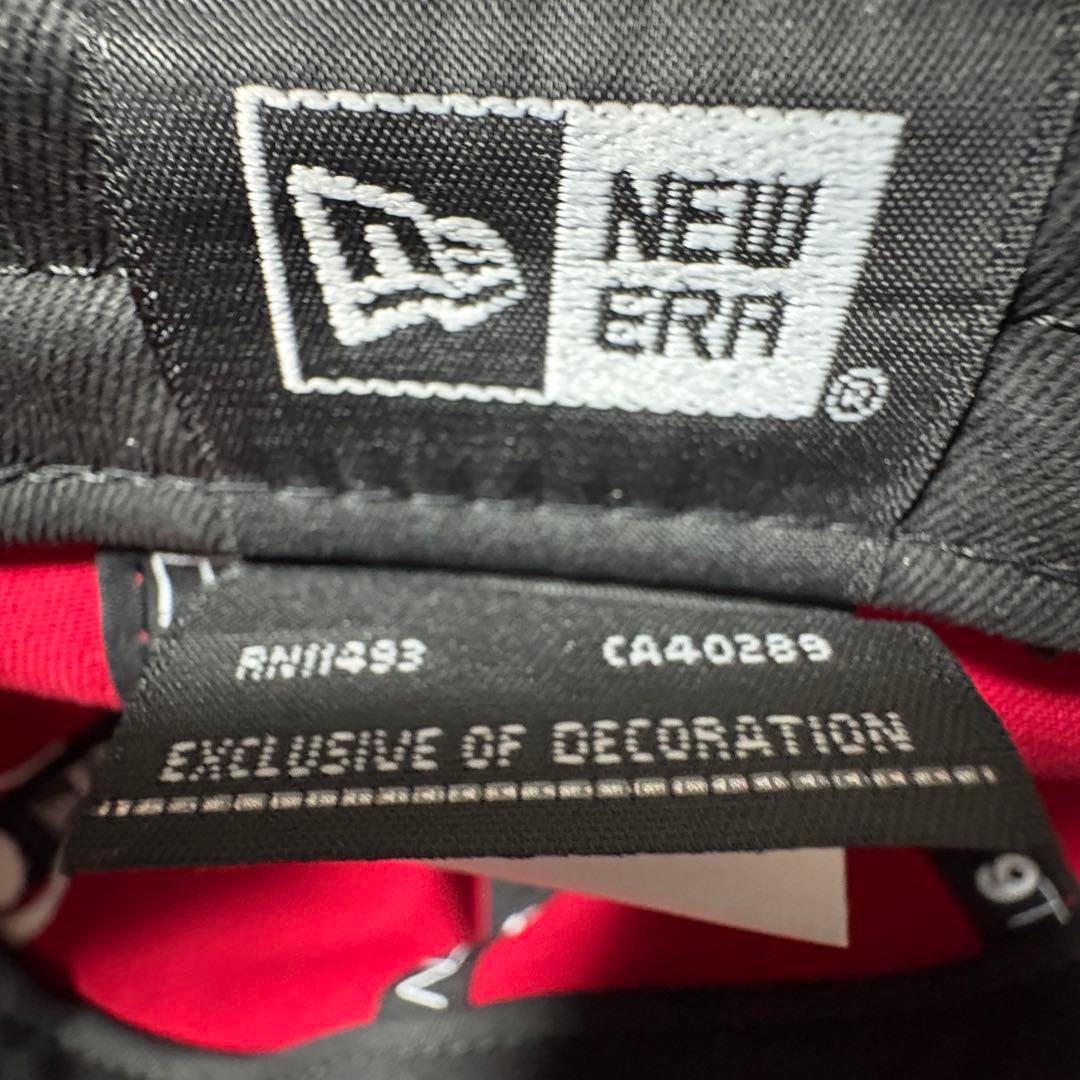 NEW
ERA
®
RN11493 CA40289
EXCLUSIVE OF DECORATION